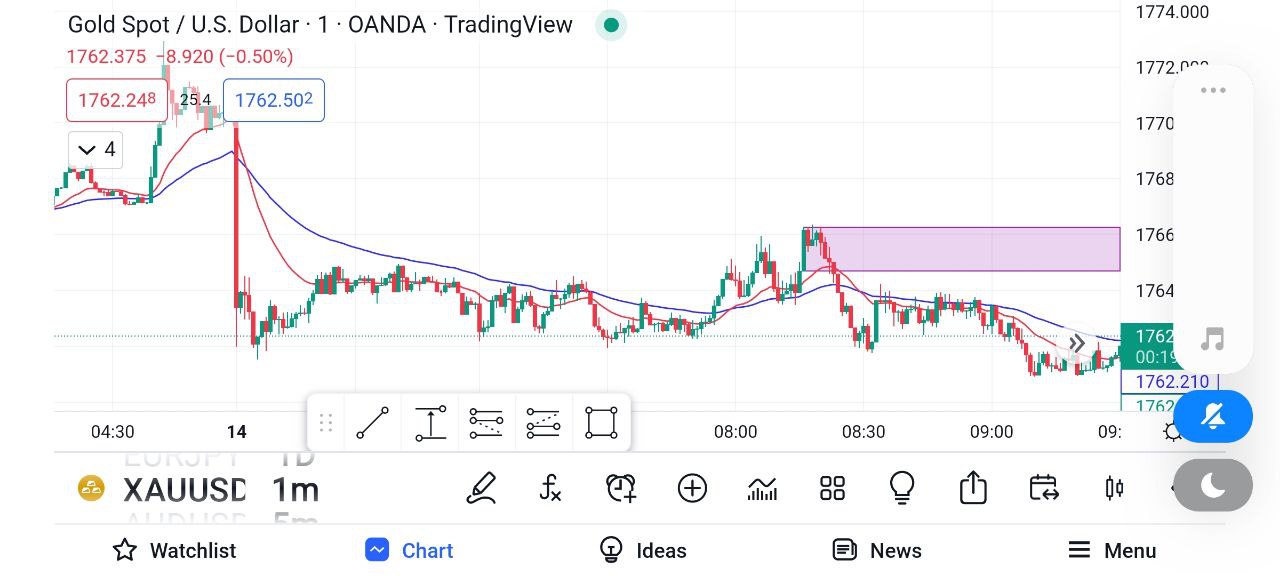 Gold Spot / U.S. Dollar · 1 · OANDA · TradingView
1762.375 −8.920 (−0.50%)
1762.248 25.4 1762.502
4
1774.000
1772.000
1770
1768
1766
1764
1762
00:19
1762.210
1762
04:30 14 08:00 08:30 09:00 09:
EURJPY 1D
XAUUSD 1m
AUDUSD 5m
Watchlist Chart Ideas News Menu